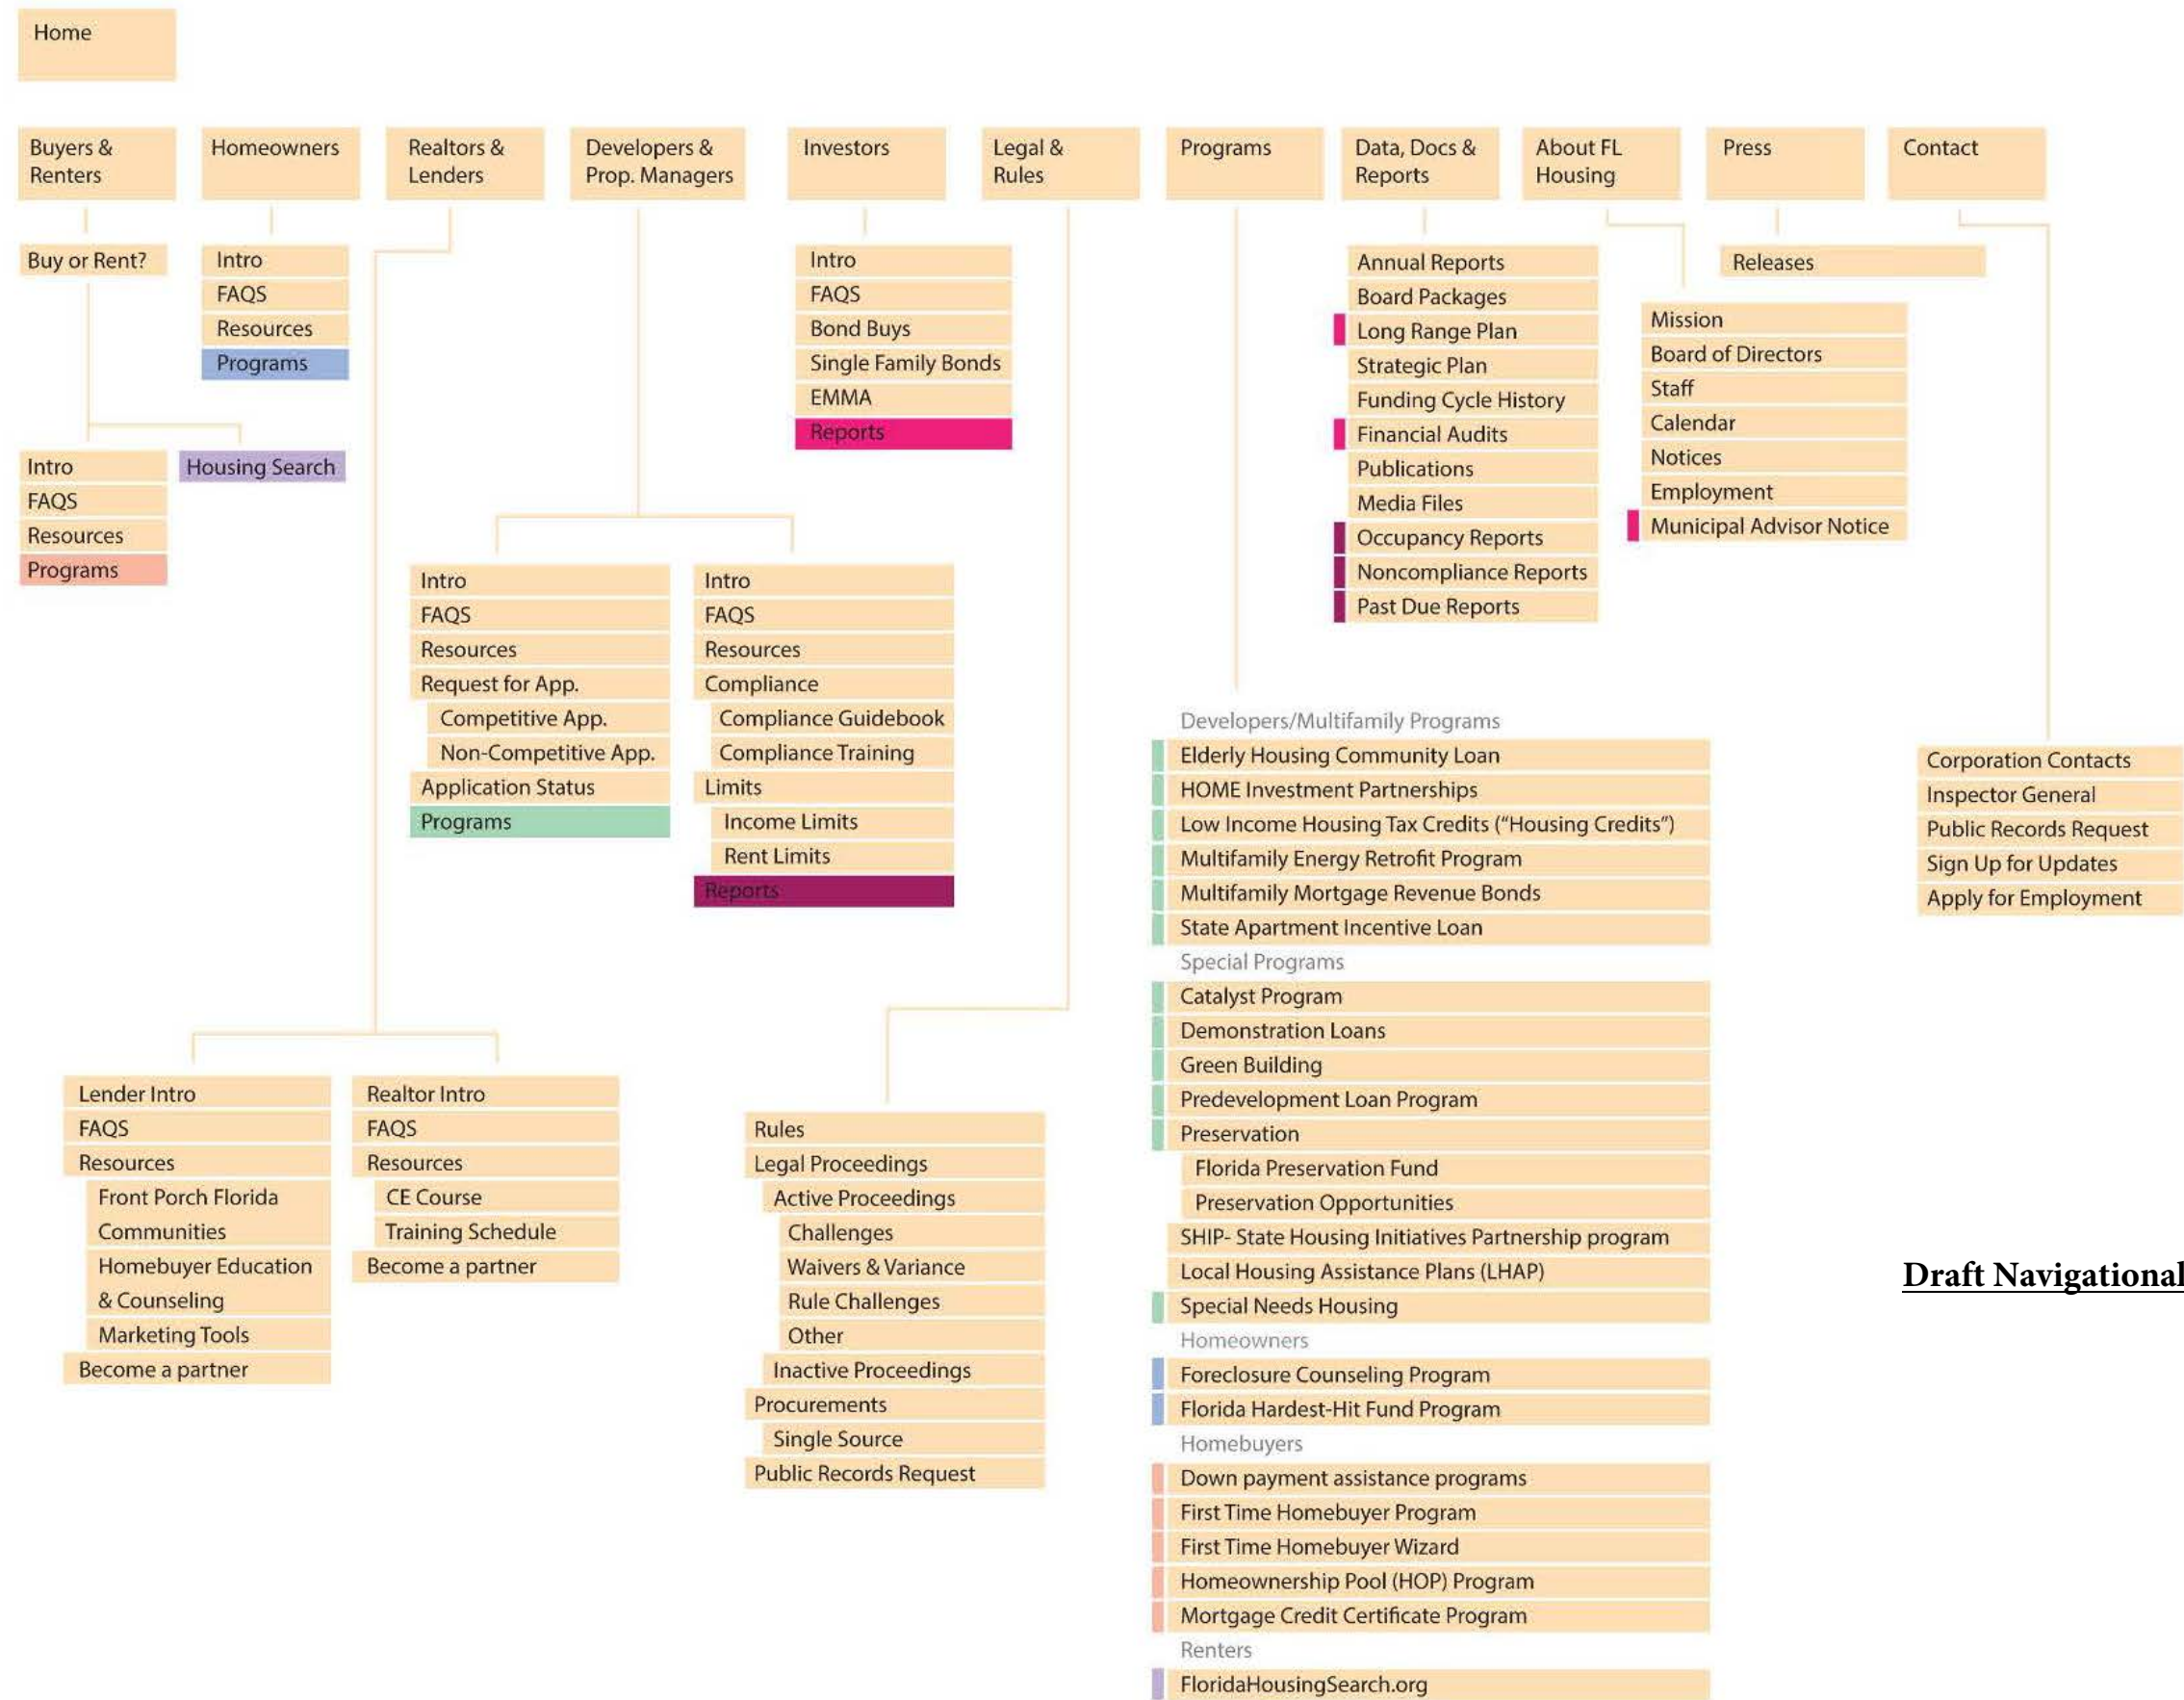 Home
Buyers &
Renters
Homeowners
Realtors &
Lenders
Developers &
Prop. Managers
Investors
Legal &
Rules
Programs
Data, Docs &
Reports
About FL
Housing
Press
Contact
Buy or Rent?
Intro
FAQS
Resources
Programs
Housing Search
Intro
FAQS
Resources
Programs
Lender Intro
FAQS
Resources
Front Porch Florida
Communities
Homebuyer Education
& Counseling
Marketing Tools
Become a partner
Realtor Intro
FAQS
Resources
CE Course
Training Schedule
Become a partner
Intro
FAQS
Resources
Request for App.
Competitive App.
Non-Competitive App.
Application Status
Programs
Intro
FAQS
Resources
Compliance
Compliance Guidebook
Compliance Training
Limits
Income Limits
Rent Limits
Reports
Intro
FAQS
Bond Buys
Single Family Bonds
EMMA
Reports
Rules
Legal Proceedings
Active Proceedings
Challenges
Waivers & Variance
Rule Challenges
Other
Inactive Proceedings
Procurements
Single Source
Public Records Request
Developers/Multifamily Programs
Elderly Housing Community Loan
HOME Investment Partnerships
Low Income Housing Tax Credits (“Housing Credits”)
Multifamily Energy Retrofit Program
Multifamily Mortgage Revenue Bonds
State Apartment Incentive Loan
Special Programs
Catalyst Program
Demonstration Loans
Green Building
Predevelopment Loan Program
Preservation
Florida Preservation Fund
Preservation Opportunities
SHIP- State Housing Initiatives Partnership program
Local Housing Assistance Plans (LHAP)
Special Needs Housing
Homeowners
Foreclosure Counseling Program
Florida Hardest-Hit Fund Program
Homebuyers
Down payment assistance programs
First Time Homebuyer Program
First Time Homebuyer Wizard
Homeownership Pool (HOP) Program
Mortgage Credit Certificate Program
Renters
FloridaHousingSearch.org
Annual Reports
Board Packages
Long Range Plan
Strategic Plan
Funding Cycle History
Financial Audits
Publications
Media Files
Occupancy Reports
Noncompliance Reports
Past Due Reports
Mission
Board of Directors
Staff
Calendar
Notices
Employment
Municipal Advisor Notice
Releases
Corporation Contacts
Inspector General
Public Records Request
Sign Up for Updates
Apply for Employment
Draft Navigational